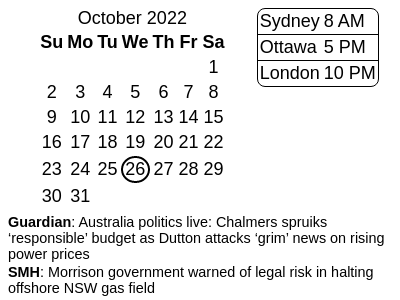 October 2022
Su Mo Tu We Th Fr Sa
1
2 3 4 5 6 7 8
9 10 11 12 13 14 15
16 17 18 19 20 21 22
23 24 25 26 27 28 29
30 31
Sydney 8 AM
Ottawa 5 PM
London 10 PM
Guardian: Australia politics live: Chalmers spruiks
‘responsible’ budget as Dutton attacks ‘grim’ news on rising
power prices
SMH: Morrison government warned of legal risk in halting
offshore NSW gas field